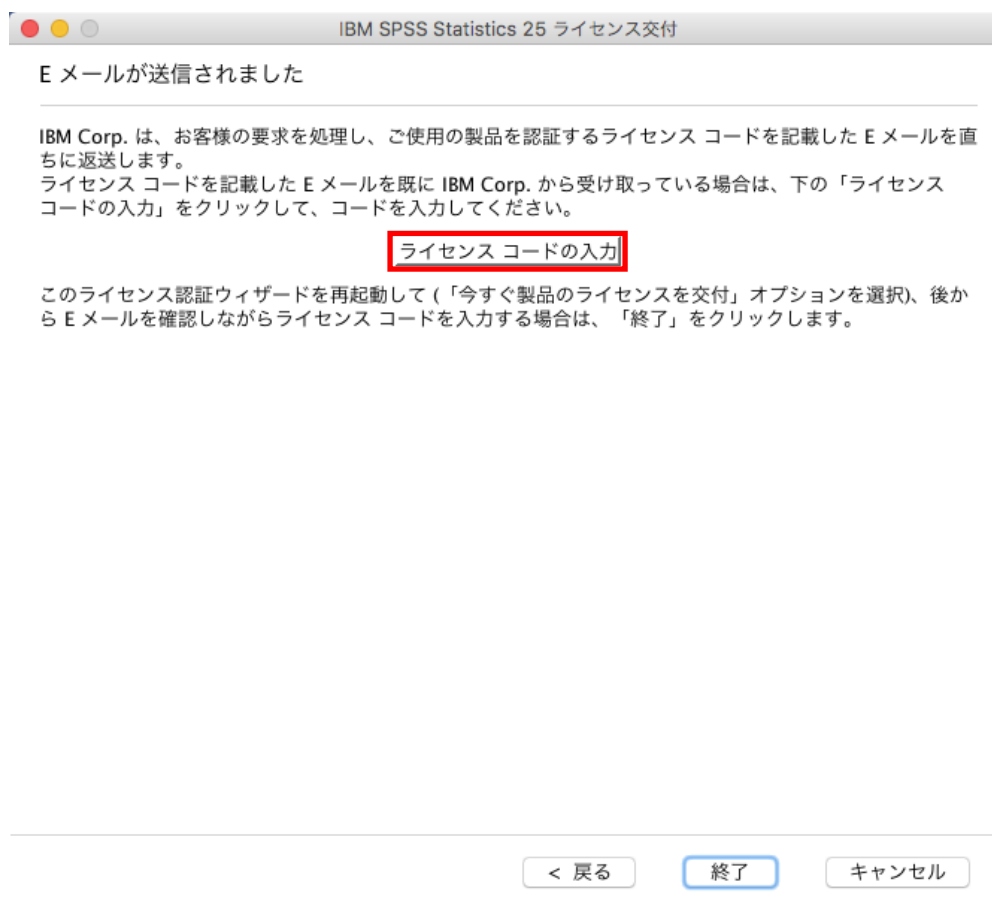 IBM SPSS Statistics 25 ライセンス交付
E メールが送信されました
IBM Corp. は、お客様の要求を処理し、ご使用の製品を認証するライセンス コードを記載した E メールを直
ちに返送します。
ライセンス コードを記載した E メールを既に IBM Corp. から受け取っている場合は、下の「ライセンス
コードの入力」をクリックして、コードを入力してください。
ライセンス コードの入力
このライセンス認証ウィザードを再起動して (「今すぐ製品のライセンスを交付」オプションを選択)、後か
ら E メールを確認しながらライセンス コードを入力する場合は、「終了」をクリックします。
< 戻る 終了 キャンセル